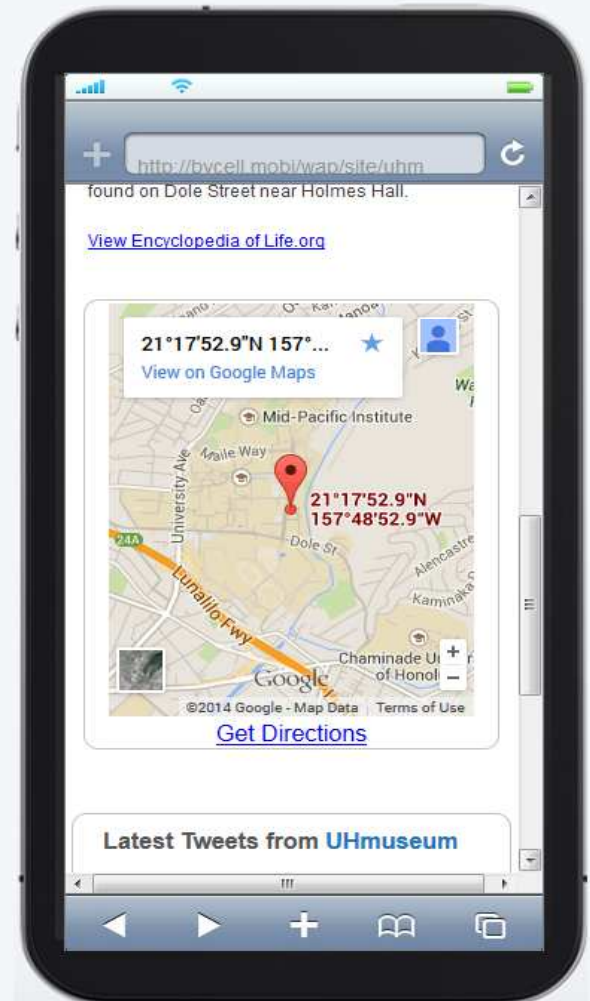 http://bycell.mobi/wap/site/uhm
found on Dole Street near Holmes Hall.
View Encyclopedia of Life.org
21°17'52.9"N 157°...
View on Google Maps
Mid-Pacific Institute
Maile Way
University Ave
21°17'52.9"N
157°48'52.9"W
24A
Dole St
Alencastre
Kaminaka
Lunalilo Fwy
Chaminade U
of Honol
+
−
Google
©2014 Google - Map Data
Terms of Use
Get Directions
Latest Tweets from UHmuseum